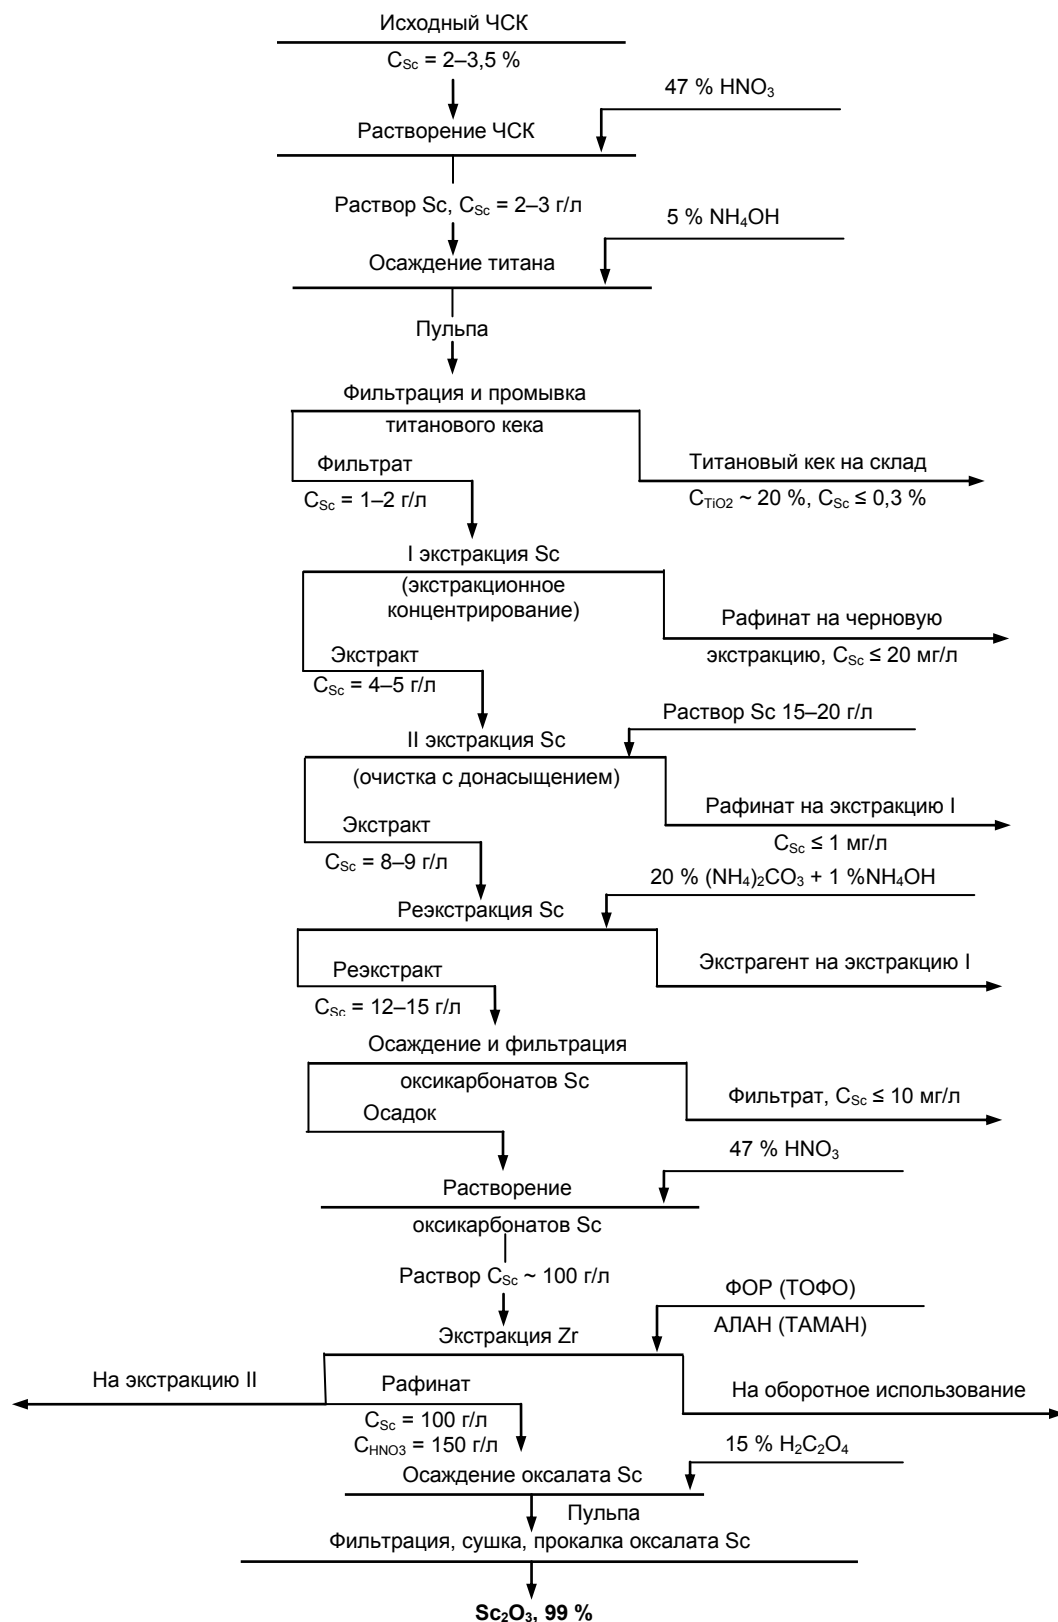 Исходный ЧСК
C_Sc = 2–3,5 %
47 % HNO₃
Растворение ЧСК
Раствор Sc, C_Sc = 2–3 г/л
5 % NH₄OH
Осаждение титана
Пульпа
Фильтрация и промывка
титанового кека
Фильтрат
C_Sc = 1–2 г/л
Титановый кек на склад
C_TiO2 ~ 20 %, C_Sc ≤ 0,3 %
I экстракция Sc
(экстракционное
концентрирование)
Рафинат на черновую
экстракцию, C_Sc ≤ 20 мг/л
Экстракт
C_Sc = 4–5 г/л
Раствор Sc 15–20 г/л
II экстракция Sc
(очистка с донасыщением)
Рафинат на экстракцию I
C_Sc ≤ 1 мг/л
Экстракт
C_Sc = 8–9 г/л
20 % (NH₄)₂CO₃ + 1 %NH₄OH
Реэкстракция Sc
Экстрагент на экстракцию I
Реэкстракт
C_Sc = 12–15 г/л
Осаждение и фильтрация
оксикарбонатов Sc
Фильтрат, C_Sc ≤ 10 мг/л
Осадок
47 % HNO₃
Растворение
оксикарбонатов Sc
Раствор C_Sc ~ 100 г/л
ФОР (ТОФО)
АЛАН (ТАМАН)
Экстракция Zr
На экстракцию II
Рафинат
C_Sc = 100 г/л
C_HNO3 = 150 г/л
На оборотное использование
15 % H₂C₂O₄
Осаждение оксалата Sc
Пульпа
Фильтрация, сушка, прокалка оксалата Sc
Sc₂O₃, 99 %